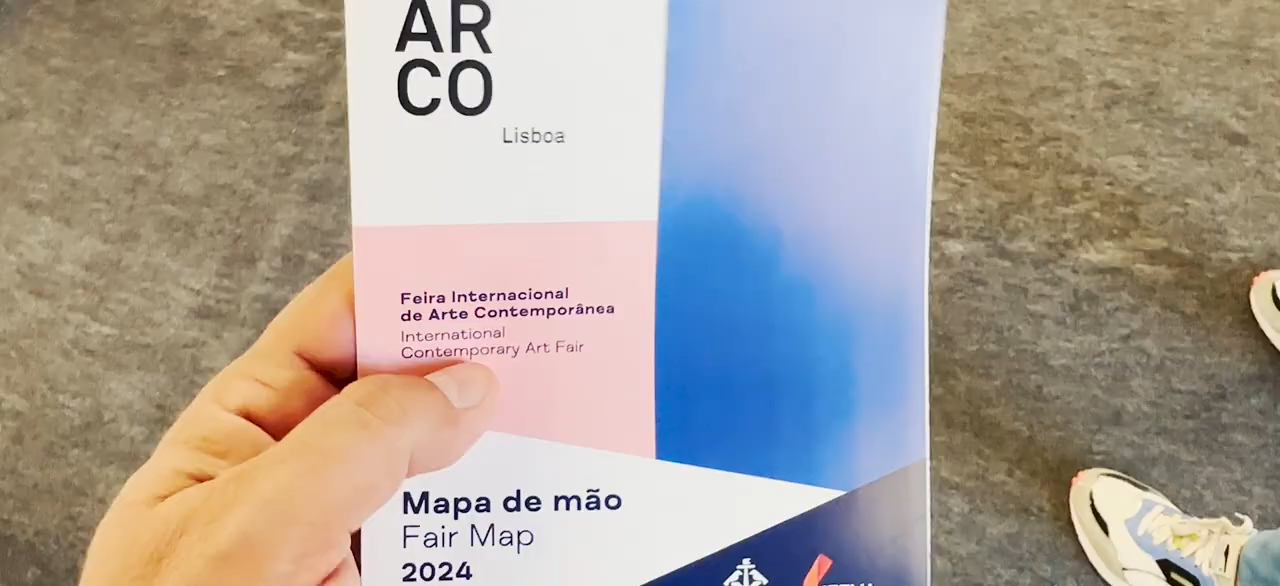 AR
CO
Lisboa
Feira Internacional
de Arte Contemporânea
International
Contemporary Art Fair
Mapa de mão
Fair Map
2024